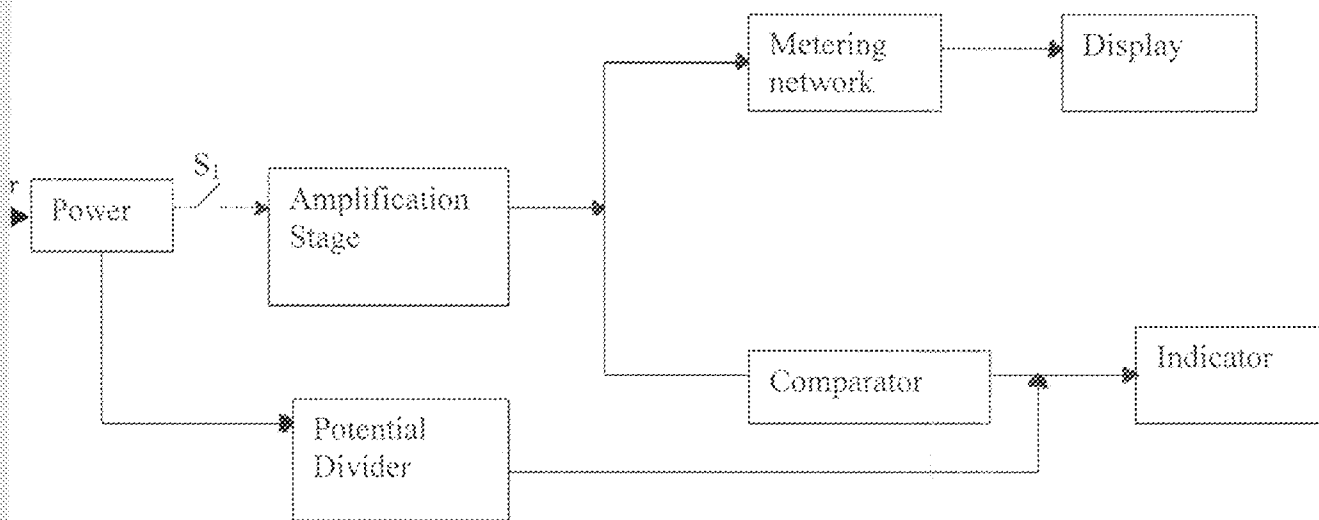 Metering
network
Display
S1
r
Power
Amplification
Stage
Comparator
Indicator
Potential
Divider